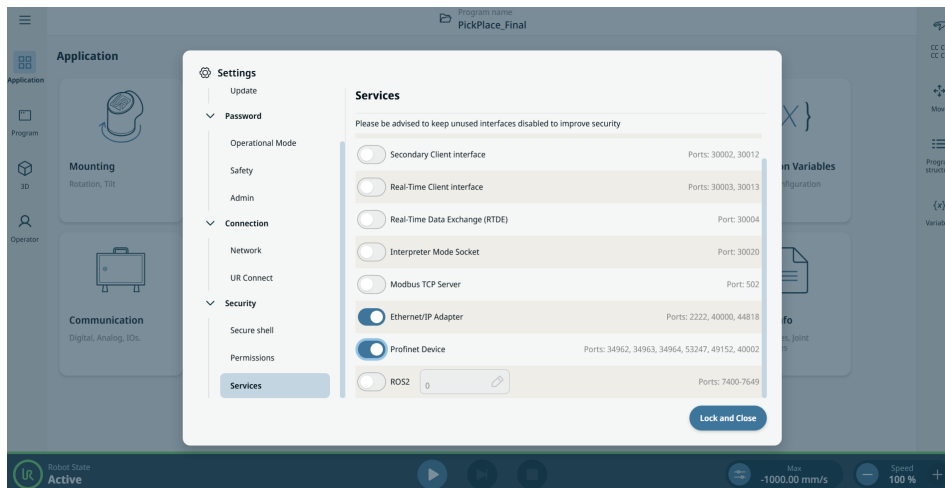 Program name
PickPlace_Final
Application
Application
Program
3D
Operator
Mounting
Rotation, Tilt
Communication
Digital, Analog, IOs.
Settings
Update
Password
Operational Mode
Safety
Admin
Connection
Network
UR Connect
Security
Secure shell
Permissions
Services
Services
Please be advised to keep unused interfaces disabled to improve security
Secondary Client interface Ports: 30002, 30012
Real-Time Client interface Ports: 30003, 30013
Real-Time Data Exchange (RTDE) Port: 30004
Interpreter Mode Socket Port: 30020
Modbus TCP Server Port: 502
Ethernet/IP Adapter Ports: 2222, 40000, 44818
Profinet Device Ports: 34962, 34963, 34964, 53247, 49152, 40002
ROS2 0 Ports: 7400-7649
Lock and Close
Variables
Robot State
Active
Max
-1000.00 mm/s
Speed
100 %